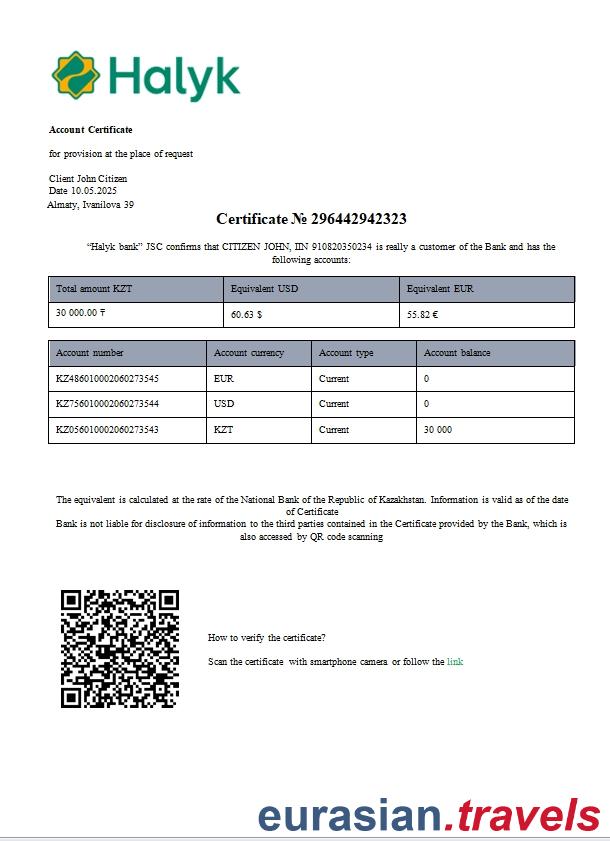 Halyk
Account Certificate
for provision at the place of request
Client John Citizen
Date 10.05.2025
Almaty, Ivanilova 39
Certificate № 296442942323
“Halyk bank” JSC confirms that CITIZEN JOHN, IIN 910820350234 is really a customer of the Bank and has the
following accounts:
Total amount KZT Equivalent USD Equivalent EUR
30 000.00 ₸ 60.63 $ 55.82 €
Account number Account currency Account type Account balance
KZ486010002060273545 EUR Current 0
KZ756010002060273544 USD Current 0
KZ056010002060273543 KZT Current 30 000
The equivalent is calculated at the rate of the National Bank of the Republic of Kazakhstan. Information is valid as of the date
of Certificate
Bank is not liable for disclosure of information to the third parties contained in the Certificate provided by the Bank, which is
also accessed by QR code scanning
How to verify the certificate?
Scan the certificate with smartphone camera or follow the link
eurasian.travels